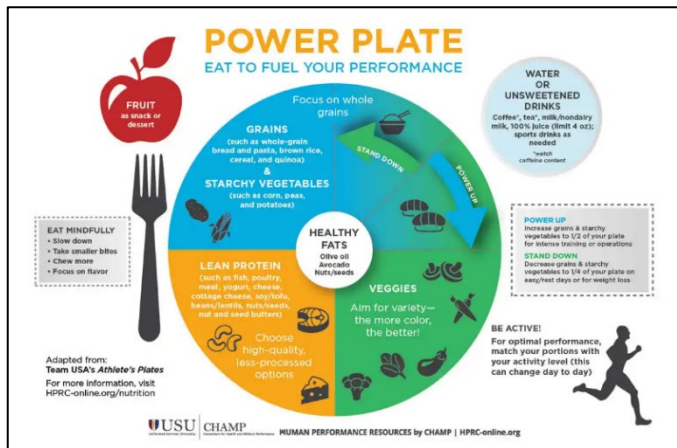 POWER PLATE
EAT TO FUEL YOUR PERFORMANCE
FRUIT
as snack or
dessert
Focus on whole
grains
GRAINS
(such as whole-grain
bread and pasta, brown rice,
cereal, and quinoa)
&
STARCHY VEGETABLES
(such as corn, peas,
and potatoes)
STAND DOWN
POWER UP
WATER
OR
UNSWEETENED
DRINKS
Coffee*, tea*, milk/nondairy
milk, 100% juice (limit 4 oz);
sports drinks as
needed
*watch
caffeine content
EAT MINDFULLY
• Slow down
• Take smaller bites
• Chew more
• Focus on flavor
HEALTHY
FATS
Olive oil
Avocado
Nuts/seeds
POWER UP
Increase grains & starchy
vegetables to 1/2 of your plate
for intense training or operations
STAND DOWN
Decrease grains & starchy
vegetables to 1/4 of your plate on
easy/rest days or for weight loss
LEAN PROTEIN
(such as fish, poultry,
meat, yogurt, cheese,
cottage cheese, soy/tofu,
beans/lentils, nuts/seeds,
nut and seed butters)
Choose
high-quality,
less-processed
options
VEGGIES
Aim for variety—
the more color,
the better!
BE ACTIVE!
For optimal performance,
match your portions with
your activity level (this
can change day to day)
Adapted from:
Team USA's Athlete's Plates
For more information, visit
HPRC-online.org/nutrition
USU
CHAMP
HUMAN PERFORMANCE RESOURCES by CHAMP | HPRC-online.org